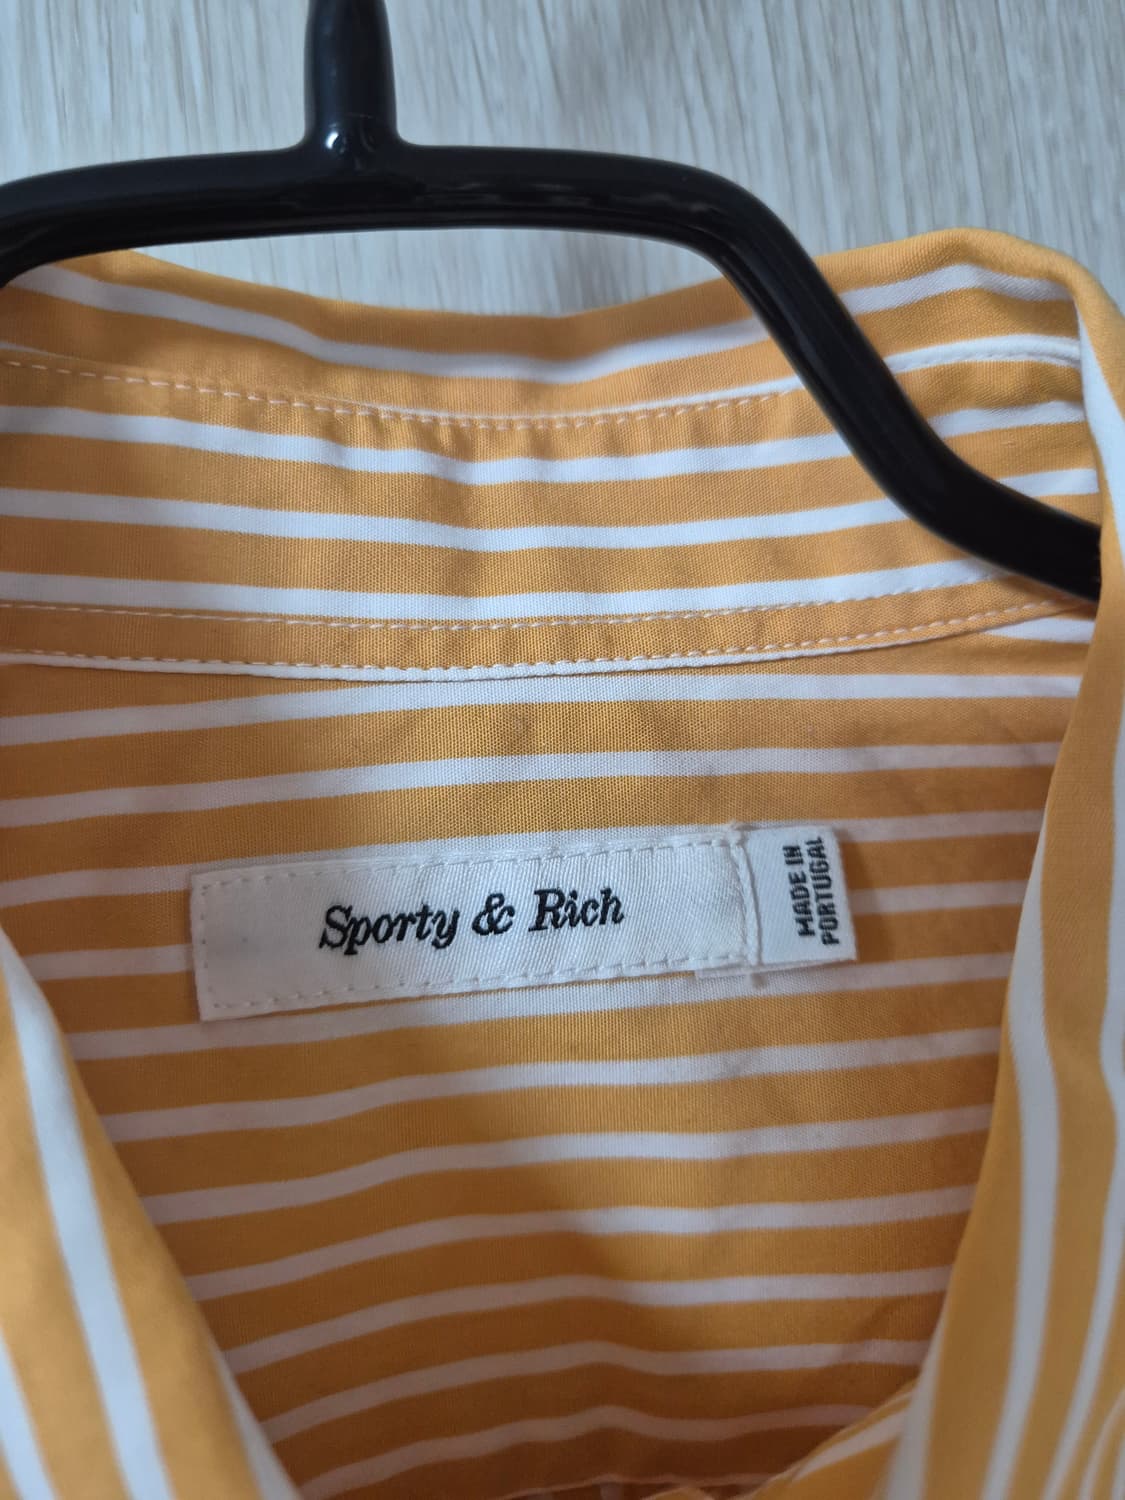 Sporty & Rich
MADE IN
PORTUGAL